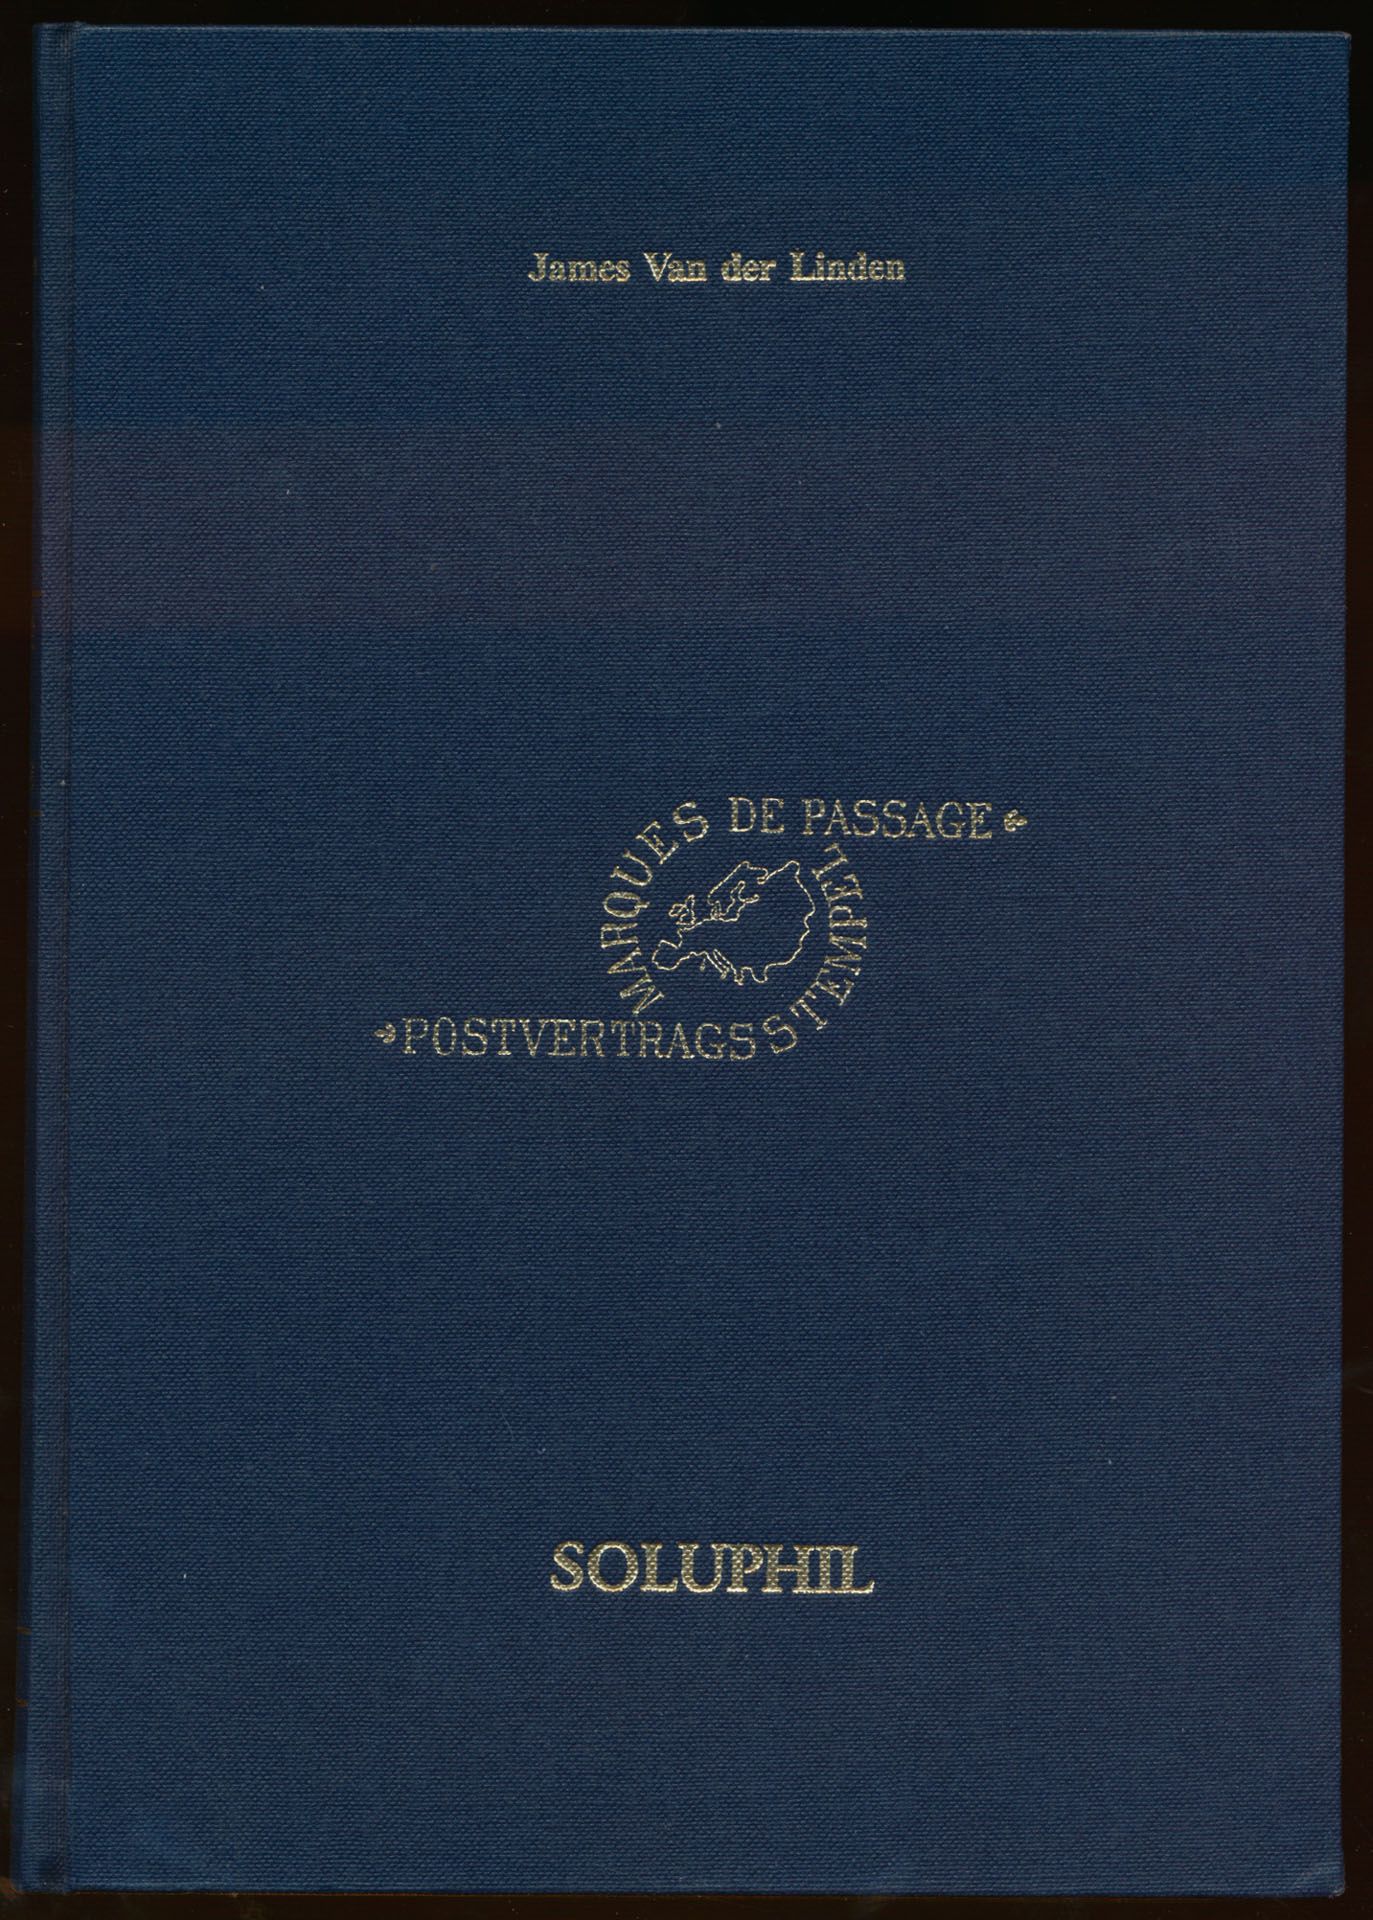 James Van der Linden
MARQUES DE PASSAGE
POSTVERTRAGSSTEMPEL
SOLUPHIL